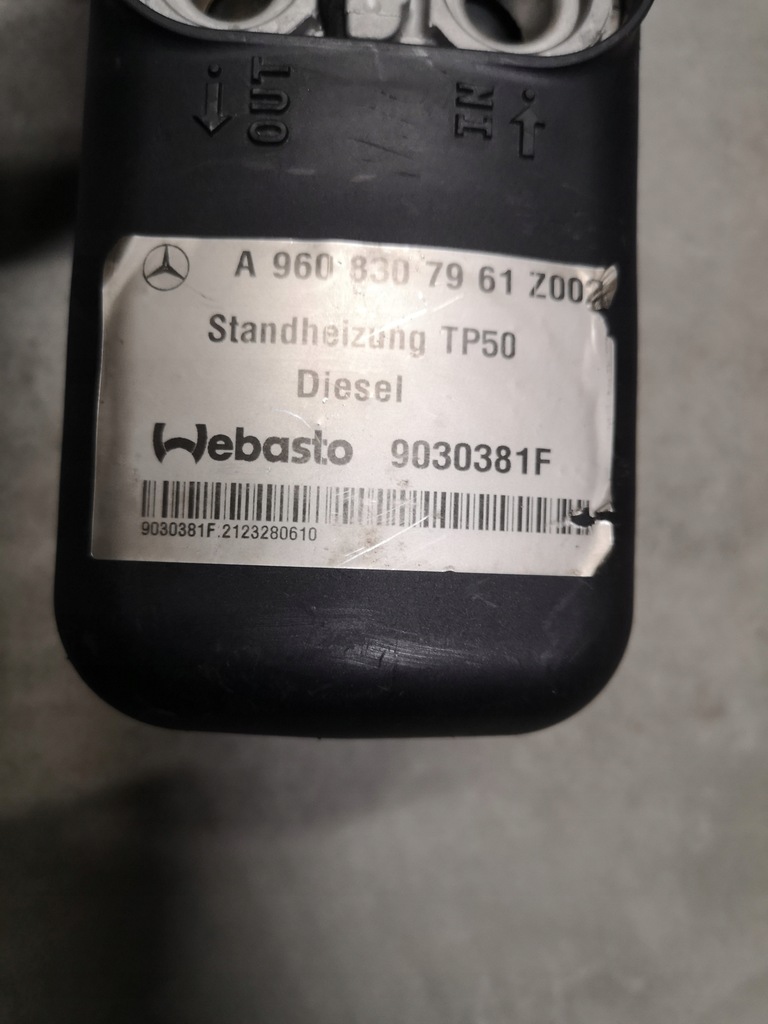 OUT
IN
A 960 830 79 61 Z002
Standheizung TP50
Diesel
Webasto 9030381F
9030381F.2123280610